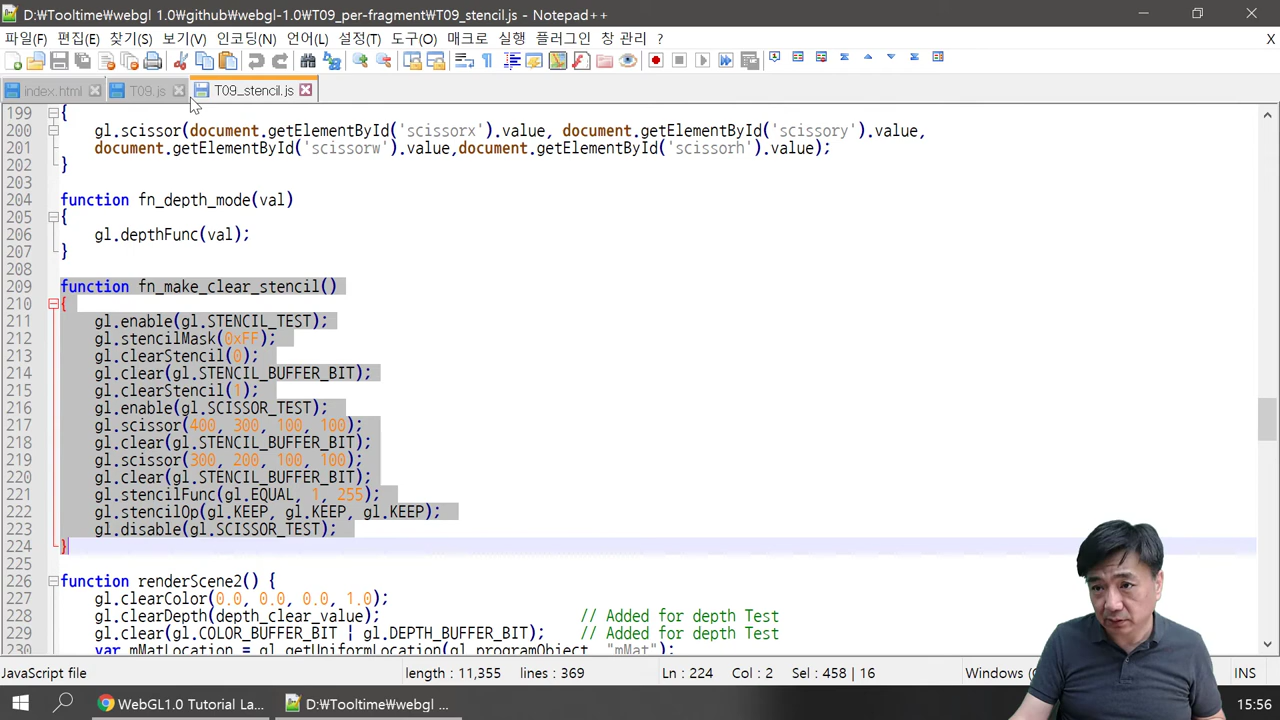 D:₩Tooltime₩webgl 1.0₩github₩webgl-1.0₩T09_per-fragment₩T09_stencil.js - Notepad++
파일(F) 편집(E) 찾기(S) 보기(V) 인코딩(N) 언어(L) 설정(T) 도구(O) 매크로 실행 플러그인 창 관리 ? X
index.html T09.js T09_stencil.js
199 {
200 gl.scissor(document.getElementById('scissorx').value, document.getElementById('scissory').value,
201 document.getElementById('scissorw').value,document.getElementById('scissorh').value);
202 }
203
204 function fn_depth_mode(val)
205 {
206 gl.depthFunc(val);
207 }
208
209 function fn_make_clear_stencil()
210 {
211 gl.enable(gl.STENCIL_TEST);
212 gl.stencilMask(0xFF);
213 gl.clearStencil(0);
214 gl.clear(gl.STENCIL_BUFFER_BIT);
215 gl.clearStencil(1);
216 gl.enable(gl.SCISSOR_TEST);
217 gl.scissor(400, 300, 100, 100);
218 gl.clear(gl.STENCIL_BUFFER_BIT);
219 gl.scissor(300, 200, 100, 100);
220 gl.clear(gl.STENCIL_BUFFER_BIT);
221 gl.stencilFunc(gl.EQUAL, 1, 255);
222 gl.stencilOp(gl.KEEP, gl.KEEP, gl.KEEP);
223 gl.disable(gl.SCISSOR_TEST);
224 }
225
226 function renderScene2() {
227 gl.clearColor(0.0, 0.0, 0.0, 1.0);
228 gl.clearDepth(depth_clear_value); // Added for depth Test
229 gl.clear(gl.COLOR_BUFFER_BIT | gl.DEPTH_BUFFER_BIT); // Added for depth Test
230 var mMatLocation = gl.getUniformLocation(gl.programObject, "mMat");
JavaScript file length : 11,355 lines : 369 Ln : 224 Col : 2 Sel : 458 | 16 Windows ( INS
WebGL1.0 Tutorial La... D:₩Tooltime₩webgl ... 15:56